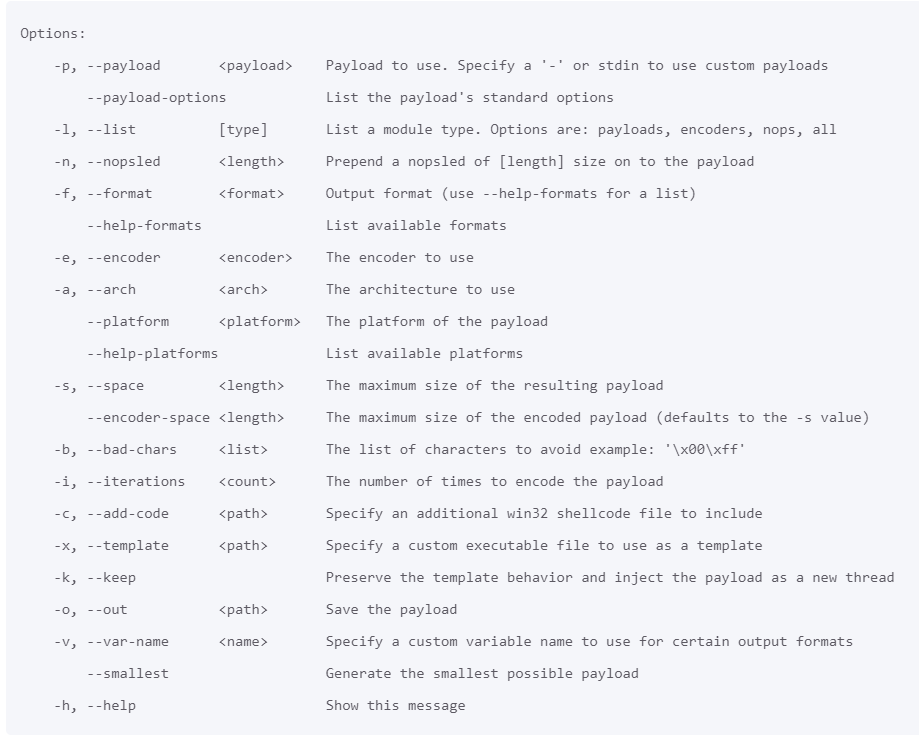 Options:
-p, --payload <payload> Payload to use. Specify a '-' or stdin to use custom payloads
--payload-options List the payload's standard options
-l, --list [type] List a module type. Options are: payloads, encoders, nops, all
-n, --nopsled <length> Prepend a nopsled of [length] size on to the payload
-f, --format <format> Output format (use --help-formats for a list)
--help-formats List available formats
-e, --encoder <encoder> The encoder to use
-a, --arch <arch> The architecture to use
--platform <platform> The platform of the payload
--help-platforms List available platforms
-s, --space <length> The maximum size of the resulting payload
--encoder-space <length> The maximum size of the encoded payload (defaults to the -s value)
-b, --bad-chars <list> The list of characters to avoid example: '\x00\xff'
-i, --iterations <count> The number of times to encode the payload
-c, --add-code <path> Specify an additional win32 shellcode file to include
-x, --template <path> Specify a custom executable file to use as a template
-k, --keep Preserve the template behavior and inject the payload as a new thread
-o, --out <path> Save the payload
-v, --var-name <name> Specify a custom variable name to use for certain output formats
--smallest Generate the smallest possible payload
-h, --help Show this message